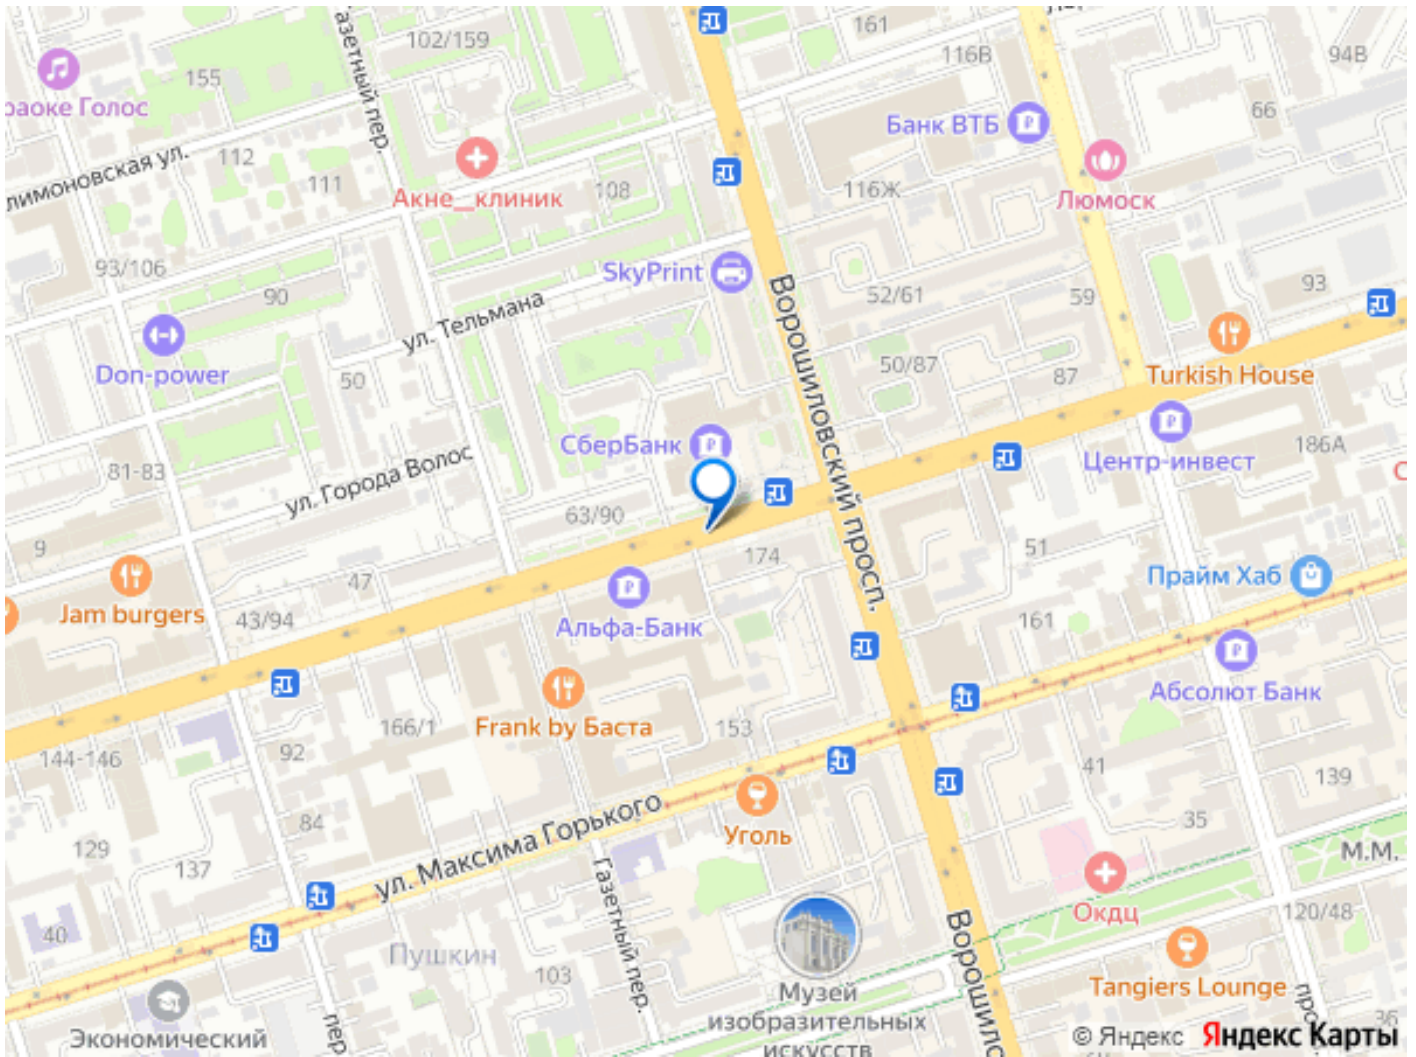 102/159
161
116В
94В
155
раоке Голос
Газетный пер.
66
Банк ВТБ
112
лимоновская ул.
111
Акне_клиник
108
116Ж
Люмоск
93/106
SkyPrint
90
ул. Тельмана
Ворошиловский просп.
52/61
59
93
Don-power
50
50/87
87
Turkish House
СберБанк
186А
Центр-инвест
81-83
ул. Города Волос
63/90
174
51
9
47
Прайм Хаб
Jam burgers
43/94
Альфа-Банк
161
Абсолют Банк
166/1
Frank by Баста
153
144-146
92
41
139
84
ул. Максима Горького
Уголь
35
129
137
М.М.
Газетный пер.
Окдц
120/48
40
Пушкин
103
Ворошилс
Tangiers Lounge
Музей
изобразительных
искусств
Экономический
пер
про
36
© Яндекс Яндекс Карты